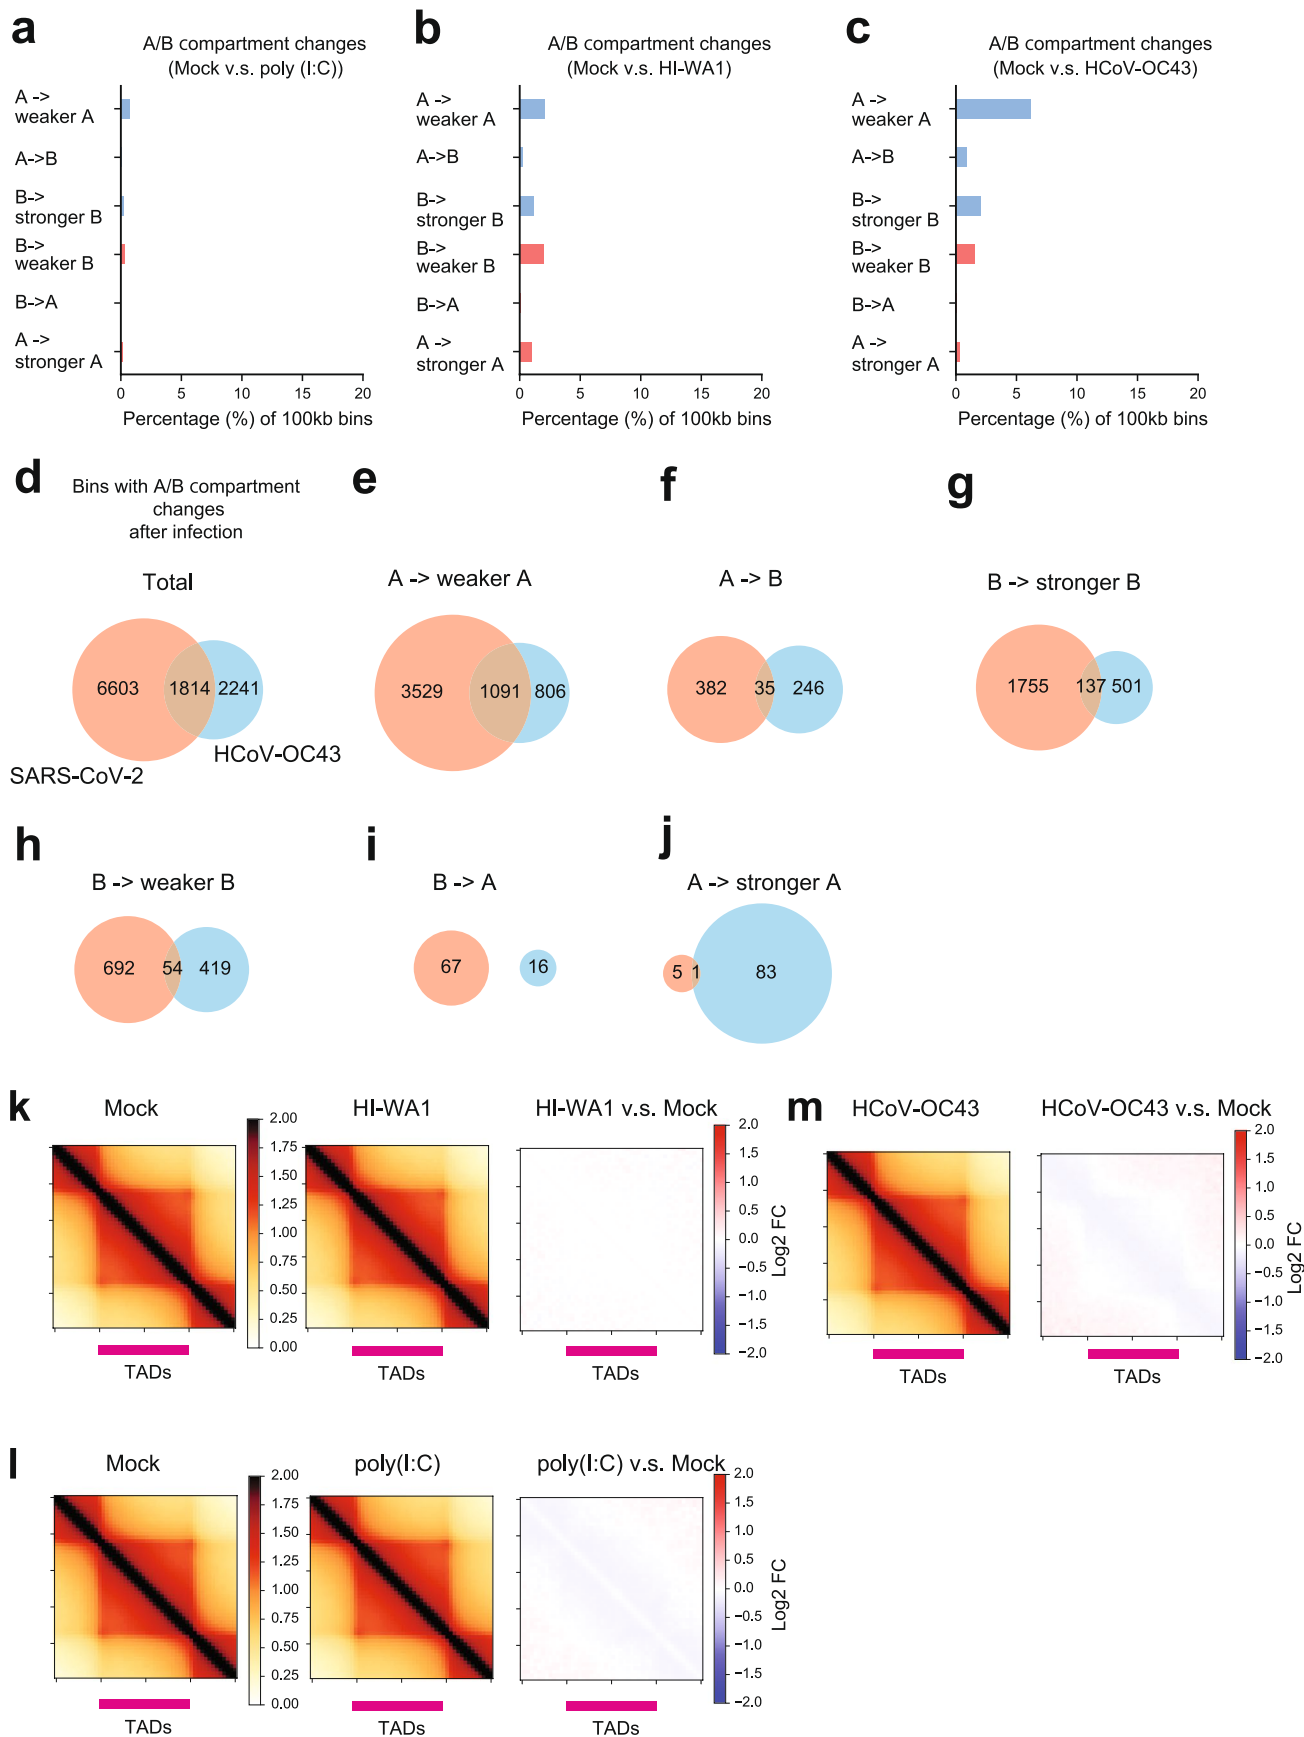 a
A/B compartment changes
(Mock v.s. poly (I:C))
A ->
weaker A
A->B
B->
stronger B
B->
weaker B
B->A
A ->
stronger A
0 5 10 15 20
Percentage (%) of 100kb bins
b
A/B compartment changes
(Mock v.s. HI-WA1)
A ->
weaker A
A->B
B->
stronger B
B->
weaker B
B->A
A ->
stronger A
0 5 10 15 20
Percentage (%) of 100kb bins
c
A/B compartment changes
(Mock v.s. HCoV-OC43)
A ->
weaker A
A->B
B->
stronger B
B->
weaker B
B->A
A ->
stronger A
0 5 10 15 20
Percentage (%) of 100kb bins
d
Bins with A/B compartment
changes
after infection
Total
6603 1814 2241
HCoV-OC43
SARS-CoV-2
e
A -> weaker A
3529 1091 806
f
A -> B
382 35 246
g
B -> stronger B
1755 137 501
h
B -> weaker B
692 54 419
i
B -> A
67 16
j
A -> stronger A
5 1 83
k
Mock
2.00
1.75
1.50
1.25
1.00
0.75
0.50
0.25
0.00
TADs
HI-WA1
TADs
HI-WA1 v.s. Mock
2.0
1.5
1.0
0.5
0.0
−0.5
−1.0
−1.5
−2.0
Log2 FC
TADs
m
HCoV-OC43
TADs
HCoV-OC43 v.s. Mock
2.0
1.5
1.0
0.5
0.0
−0.5
−1.0
−1.5
−2.0
Log2 FC
TADs
l
Mock
2.00
1.75
1.50
1.25
1.00
0.75
0.50
0.25
0.00
TADs
poly(I:C)
TADs
poly(I:C) v.s. Mock
2.0
1.5
1.0
0.5
0.0
−0.5
−1.0
−1.5
−2.0
Log2 FC
TADs